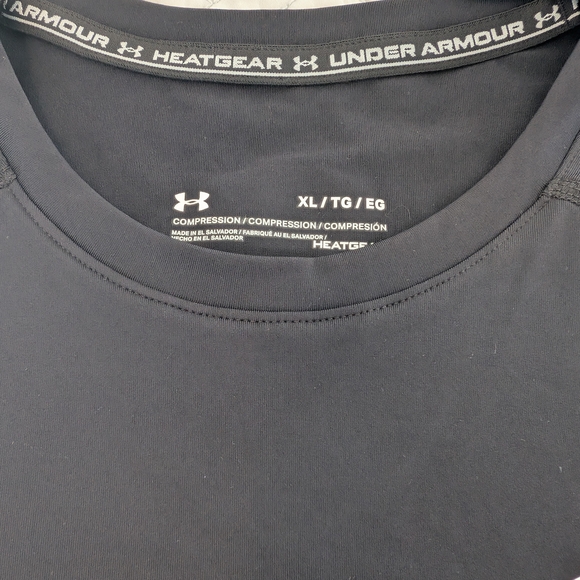 R ARMOUR HEATGEAR UNDER ARMOUR
XL / TG / EG
COMPRESSION / COMPRESSION / COMPRESIÓN
MADE IN EL SALVADOR / FABRIQUÉ AU EL SALVADOR /
HECHO EN EL SALVADOR
HEATGEA